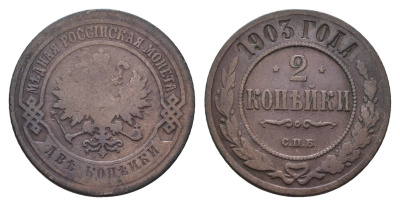 МѢДНАЯ РОССІЙСКАЯ МОНЕТА
ДВѢ КОПѢЙКИ
1903 ГОДА
2
КОПѢЙКИ
С.П.Б.